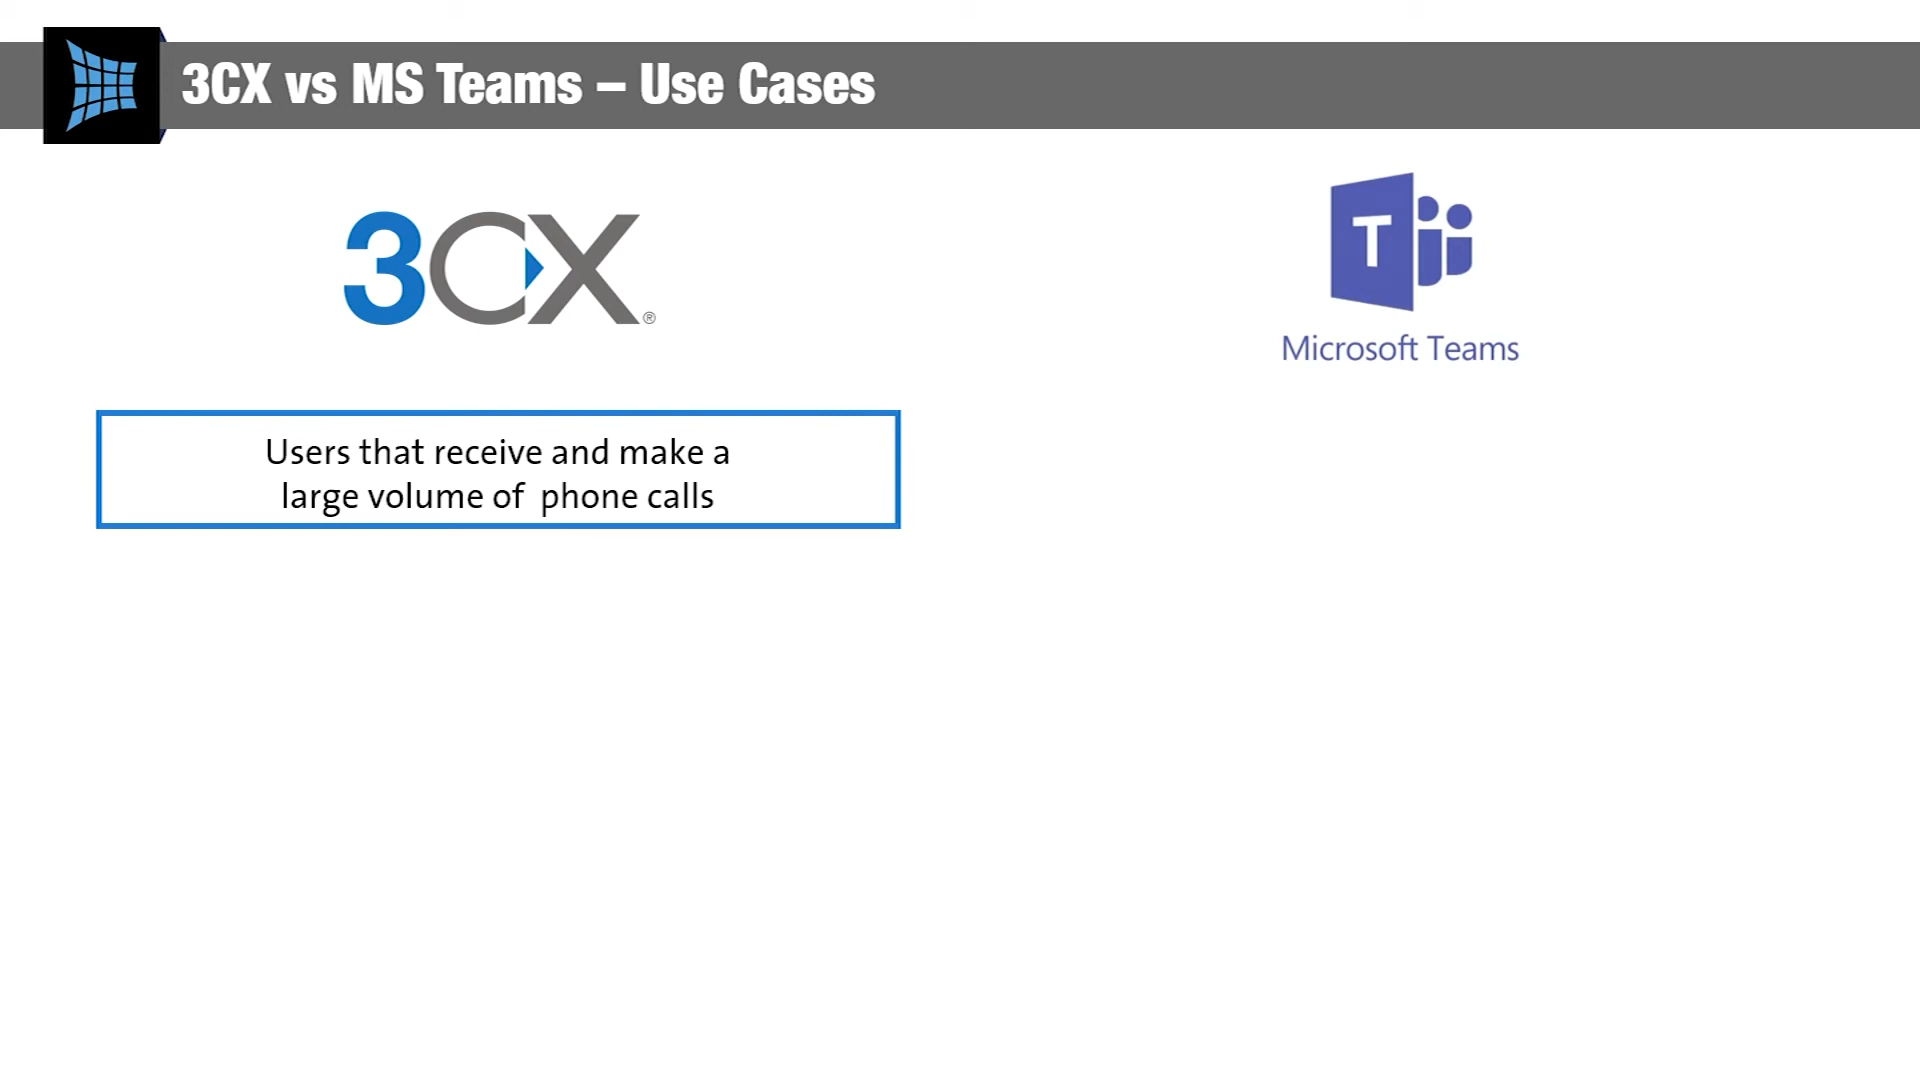 3CX vs MS Teams – Use Cases
3CX®
T
Microsoft Teams
Users that receive and make a
large volume of  phone calls